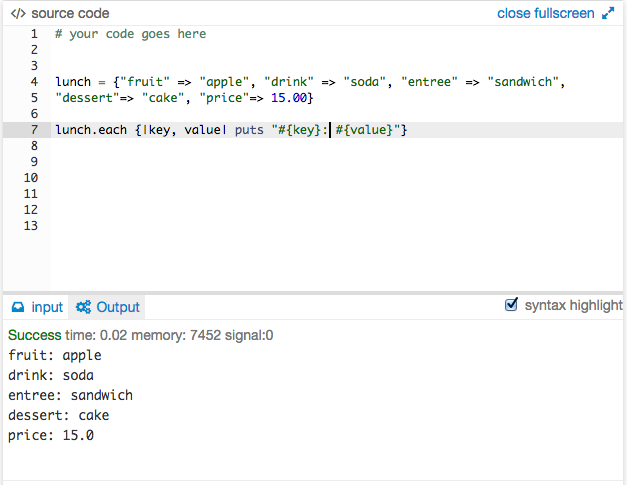 </> source code
close fullscreen
1 # your code goes here
2
3
4 lunch = {"fruit" => "apple", "drink" => "soda", "entree" => "sandwich",
5 "dessert"=> "cake", "price"=> 15.00}
6
7 lunch.each {|key, value| puts "#{key}: #{value}"}
8
9
10
11
12
13
input Output
syntax highlight
Success time: 0.02 memory: 7452 signal:0
fruit: apple
drink: soda
entree: sandwich
dessert: cake
price: 15.0